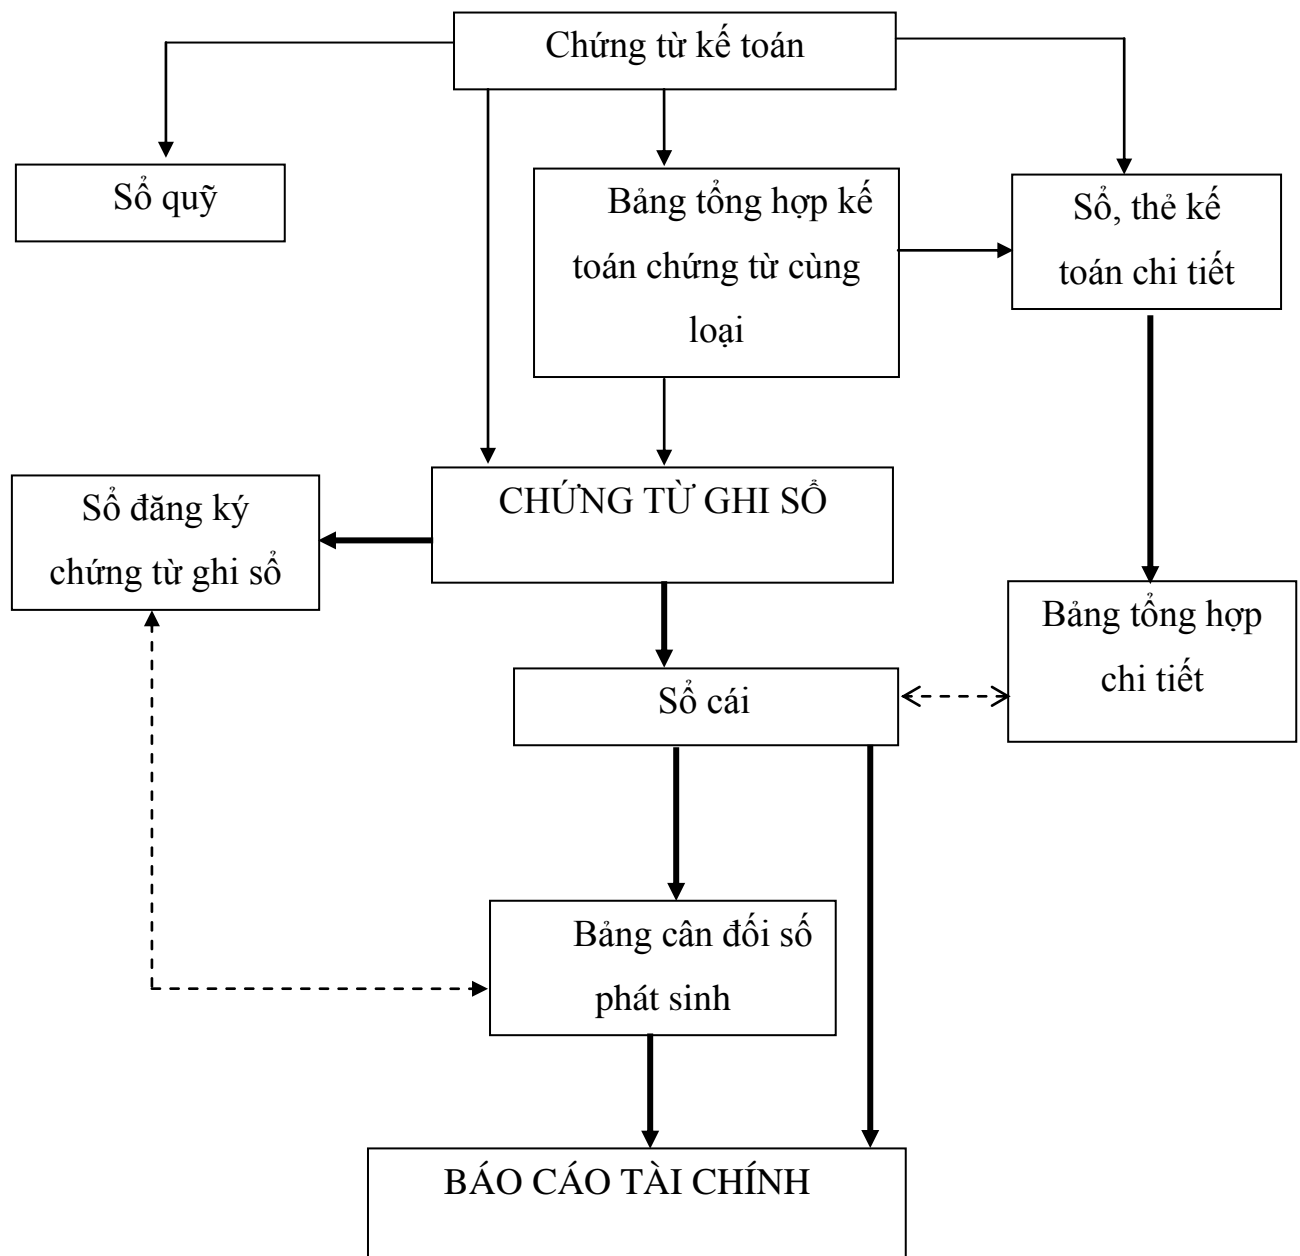 Chứng từ kế toán
Sổ quỹ
Bảng tổng hợp kế
toán chứng từ cùng
loại
Sổ, thẻ kế
toán chi tiết
CHỨNG TỪ GHI SỔ
Sổ đăng ký
chứng từ ghi sổ
Bảng tổng hợp
chi tiết
Sổ cái
Bảng cân đối số
phát sinh
BÁO CÁO TÀI CHÍNH